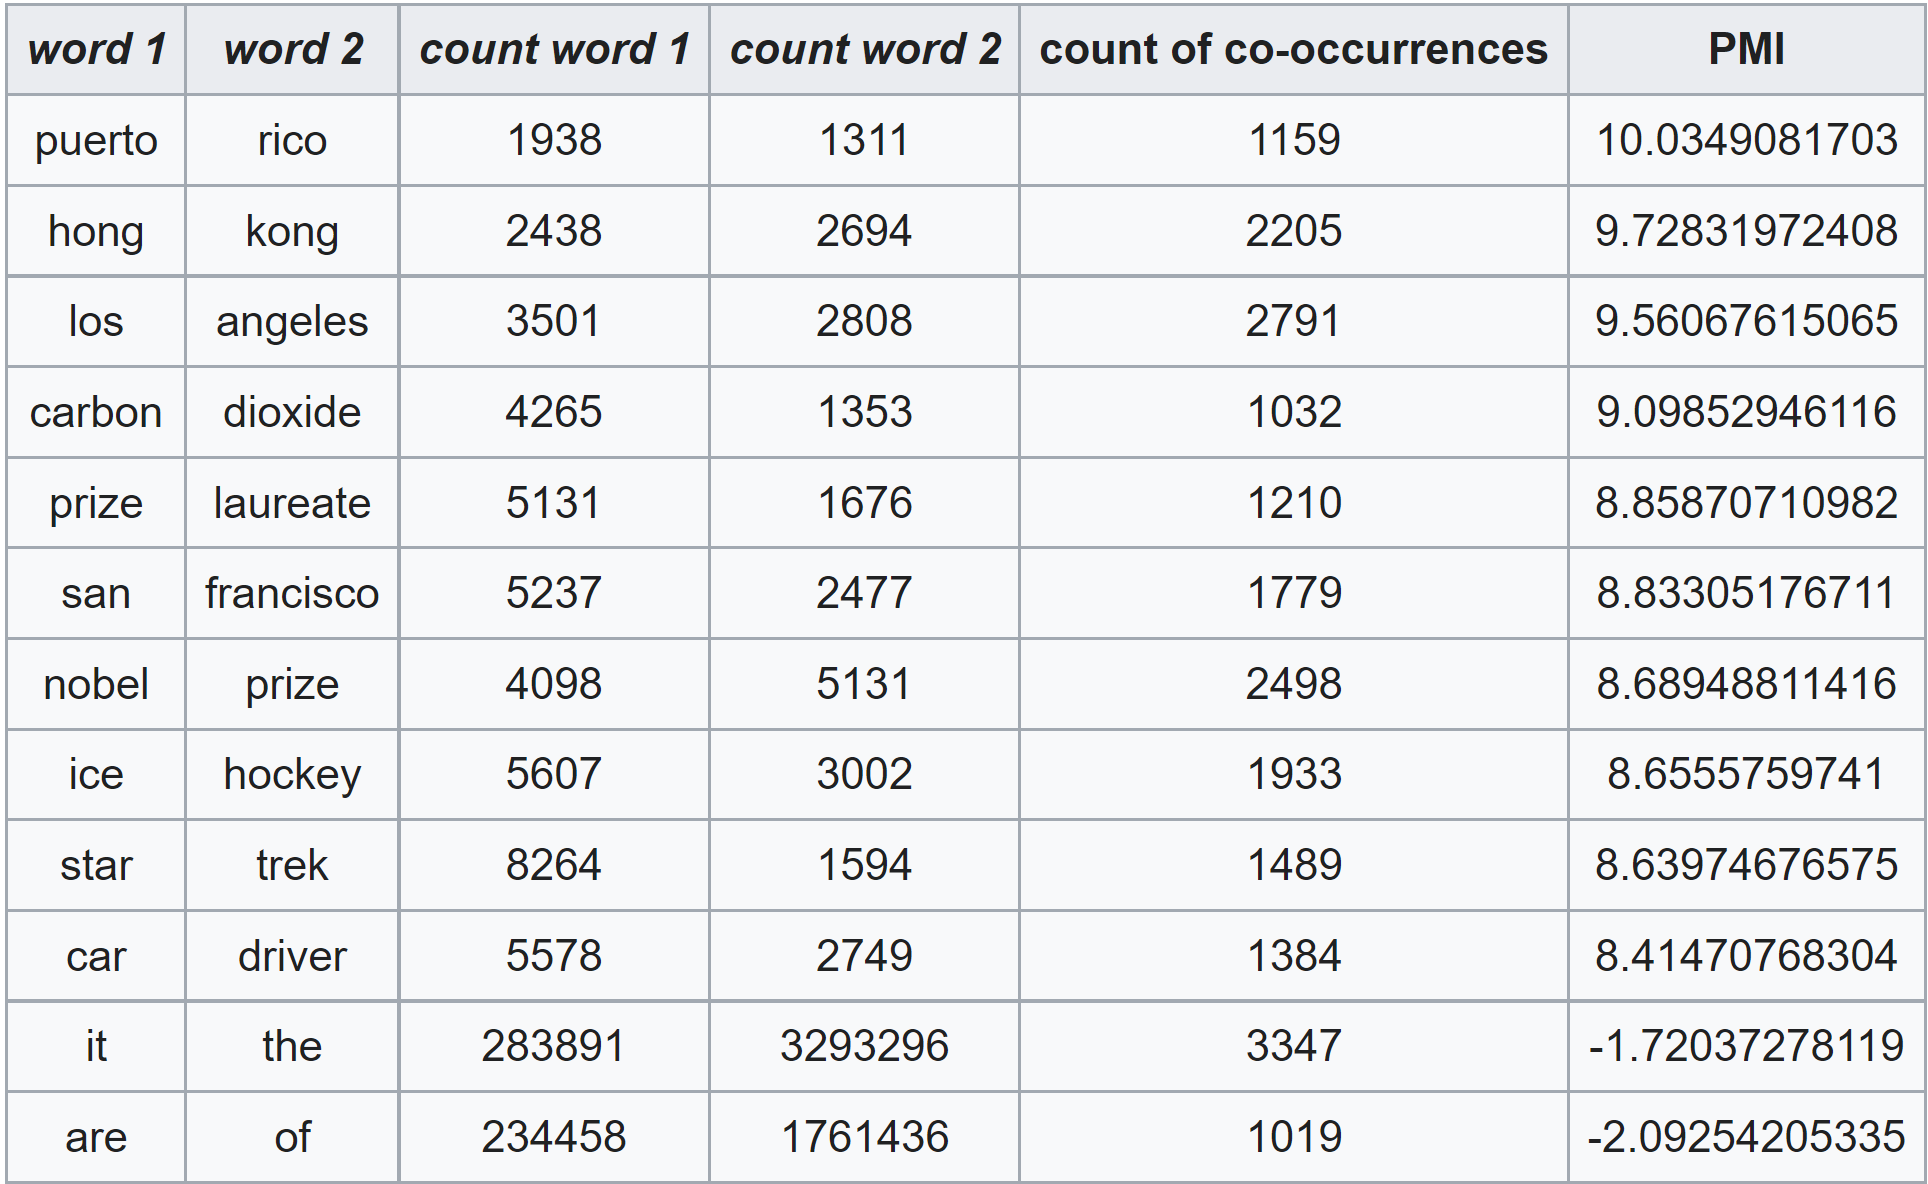 word 1 word 2 count word 1 count word 2 count of co-occurrences PMI
puerto rico 1938 1311 1159 10.0349081703
hong kong 2438 2694 2205 9.72831972408
los angeles 3501 2808 2791 9.56067615065
carbon dioxide 4265 1353 1032 9.09852946116
prize laureate 5131 1676 1210 8.85870710982
san francisco 5237 2477 1779 8.83305176711
nobel prize 4098 5131 2498 8.68948811416
ice hockey 5607 3002 1933 8.6555759741
star trek 8264 1594 1489 8.63974676575
car driver 5578 2749 1384 8.41470768304
it the 283891 3293296 3347 -1.72037278119
are of 234458 1761436 1019 -2.09254205335